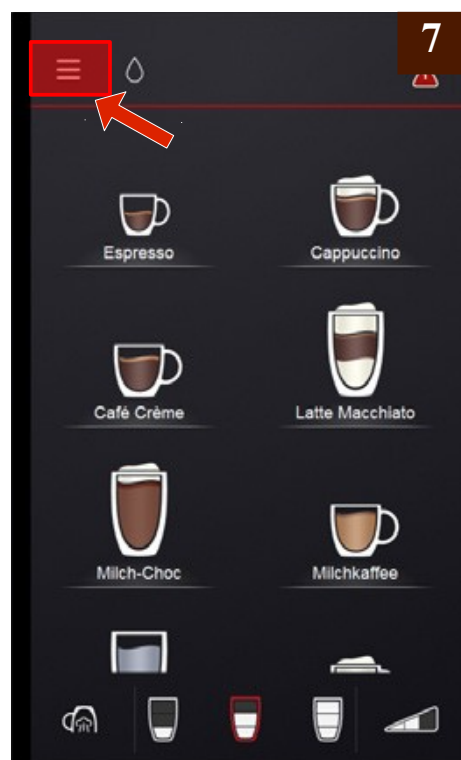 7
Espresso
Cappuccino
Café Crème
Latte Macchiato
Milch-Choc
Milchkaffee